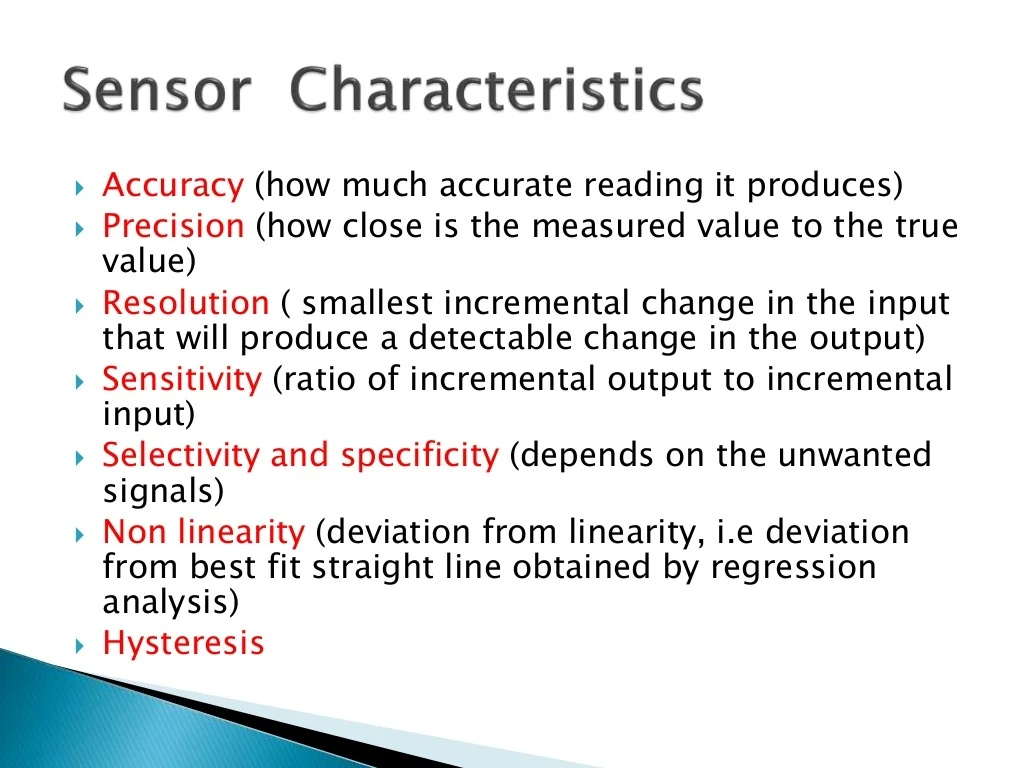 Sensor Characteristics
Accuracy (how much accurate reading it produces)
Precision (how close is the measured value to the true
value)
Resolution ( smallest incremental change in the input
that will produce a detectable change in the output)
Sensitivity (ratio of incremental output to incremental
input)
Selectivity and specificity (depends on the unwanted
signals)
Non linearity (deviation from linearity, i.e deviation
from best fit straight line obtained by regression
analysis)
Hysteresis